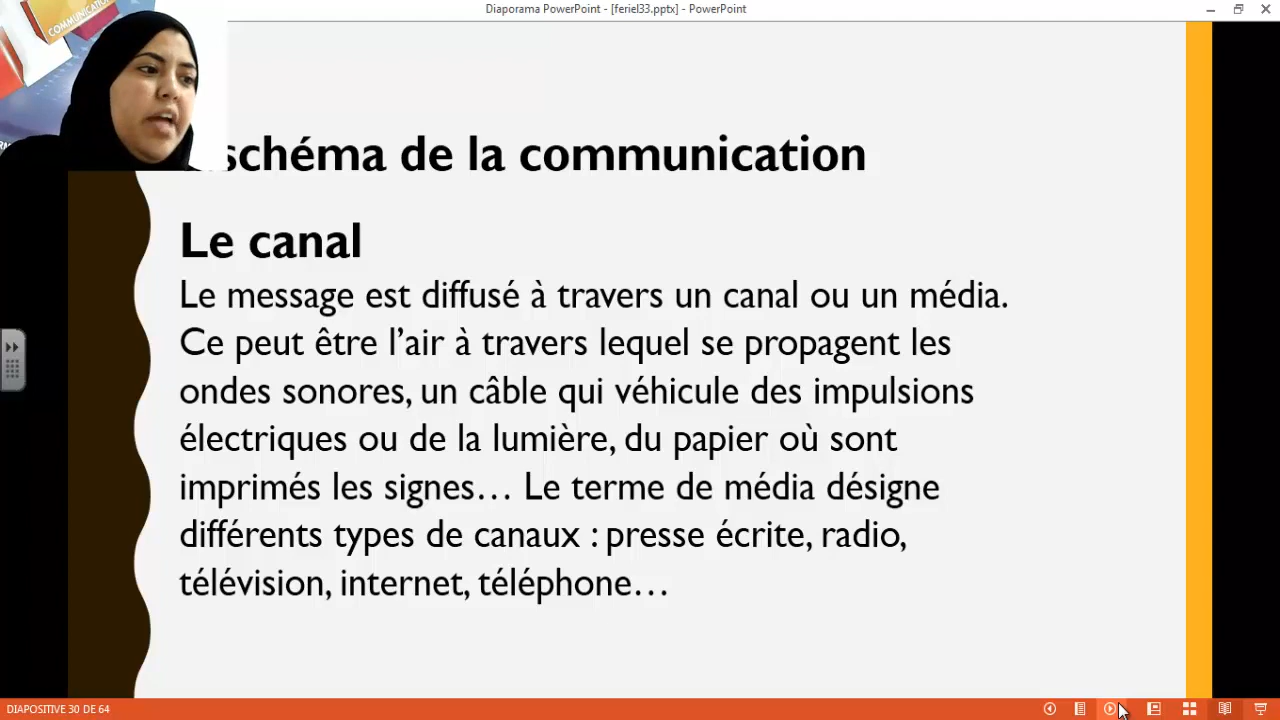 Diaporama PowerPoint - [feriel33.pptx] - PowerPoint
COMMUNICATION
schéma de la communication
Le canal
Le message est diffusé à travers un canal ou un média.
Ce peut être l’air à travers lequel se propagent les
ondes sonores, un câble qui véhicule des impulsions
électriques ou de la lumière, du papier où sont
imprimés les signes… Le terme de média désigne
différents types de canaux : presse écrite, radio,
télévision, internet, téléphone…
DIAPOSITIVE 30 DE 64